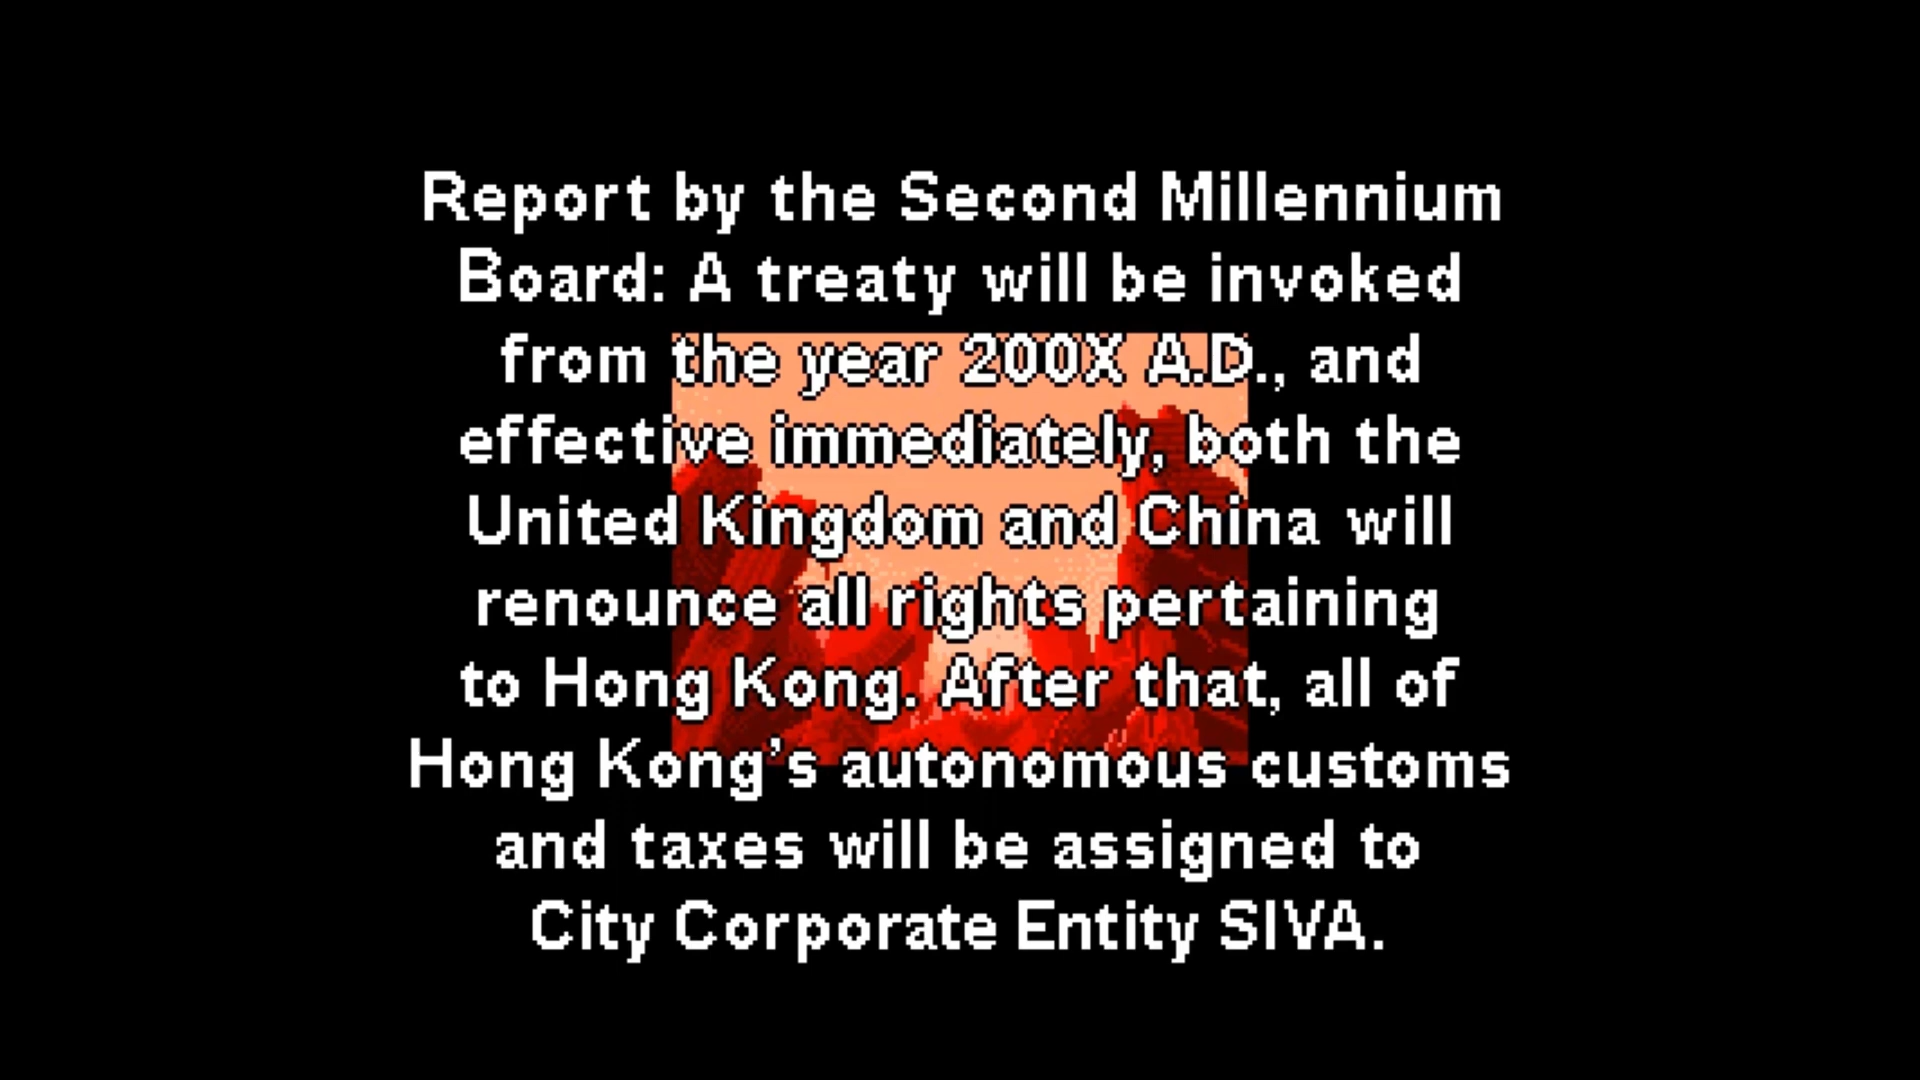 Report by the Second Millennium
Board: A treaty will be invoked
from the year 200X A.D., and
effective immediately, both the
United Kingdom and China will
renounce all rights pertaining
to Hong Kong. After that, all of
Hong Kong's autonomous customs
and taxes will be assigned to
City Corporate Entity SIVA.